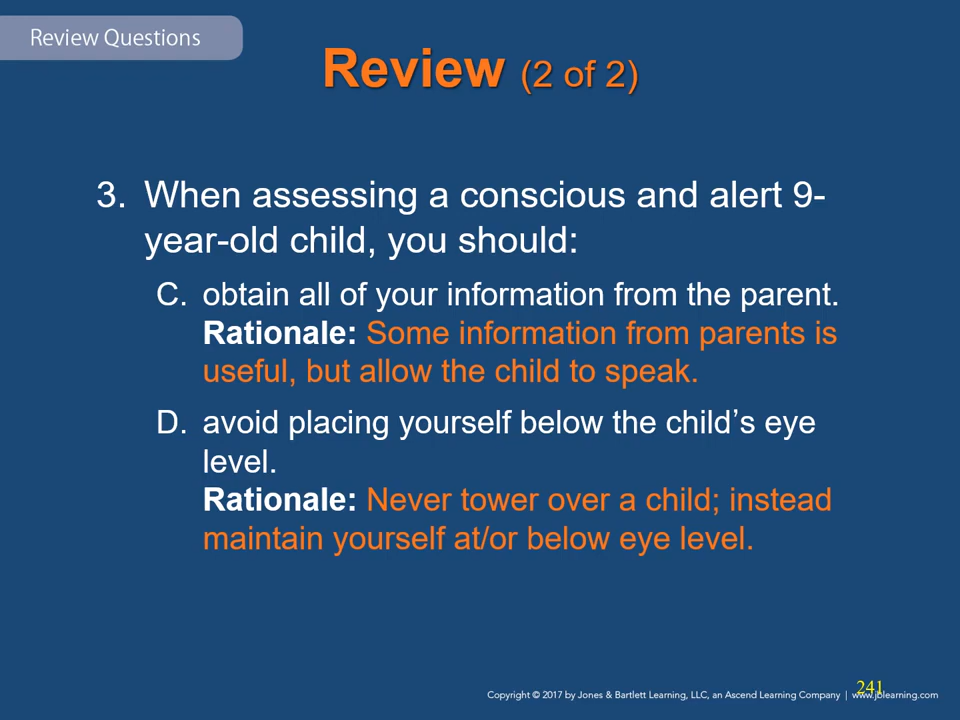 Review Questions
Review (2 of 2)
3. When assessing a conscious and alert 9-
year-old child, you should:
C. obtain all of your information from the parent.
Rationale: Some information from parents is
useful, but allow the child to speak.
D. avoid placing yourself below the child’s eye
level.
Rationale: Never tower over a child; instead
maintain yourself at/or below eye level.
241
Copyright © 2017 by Jones & Bartlett Learning, LLC, an Ascend Learning Company | www.jblearning.com